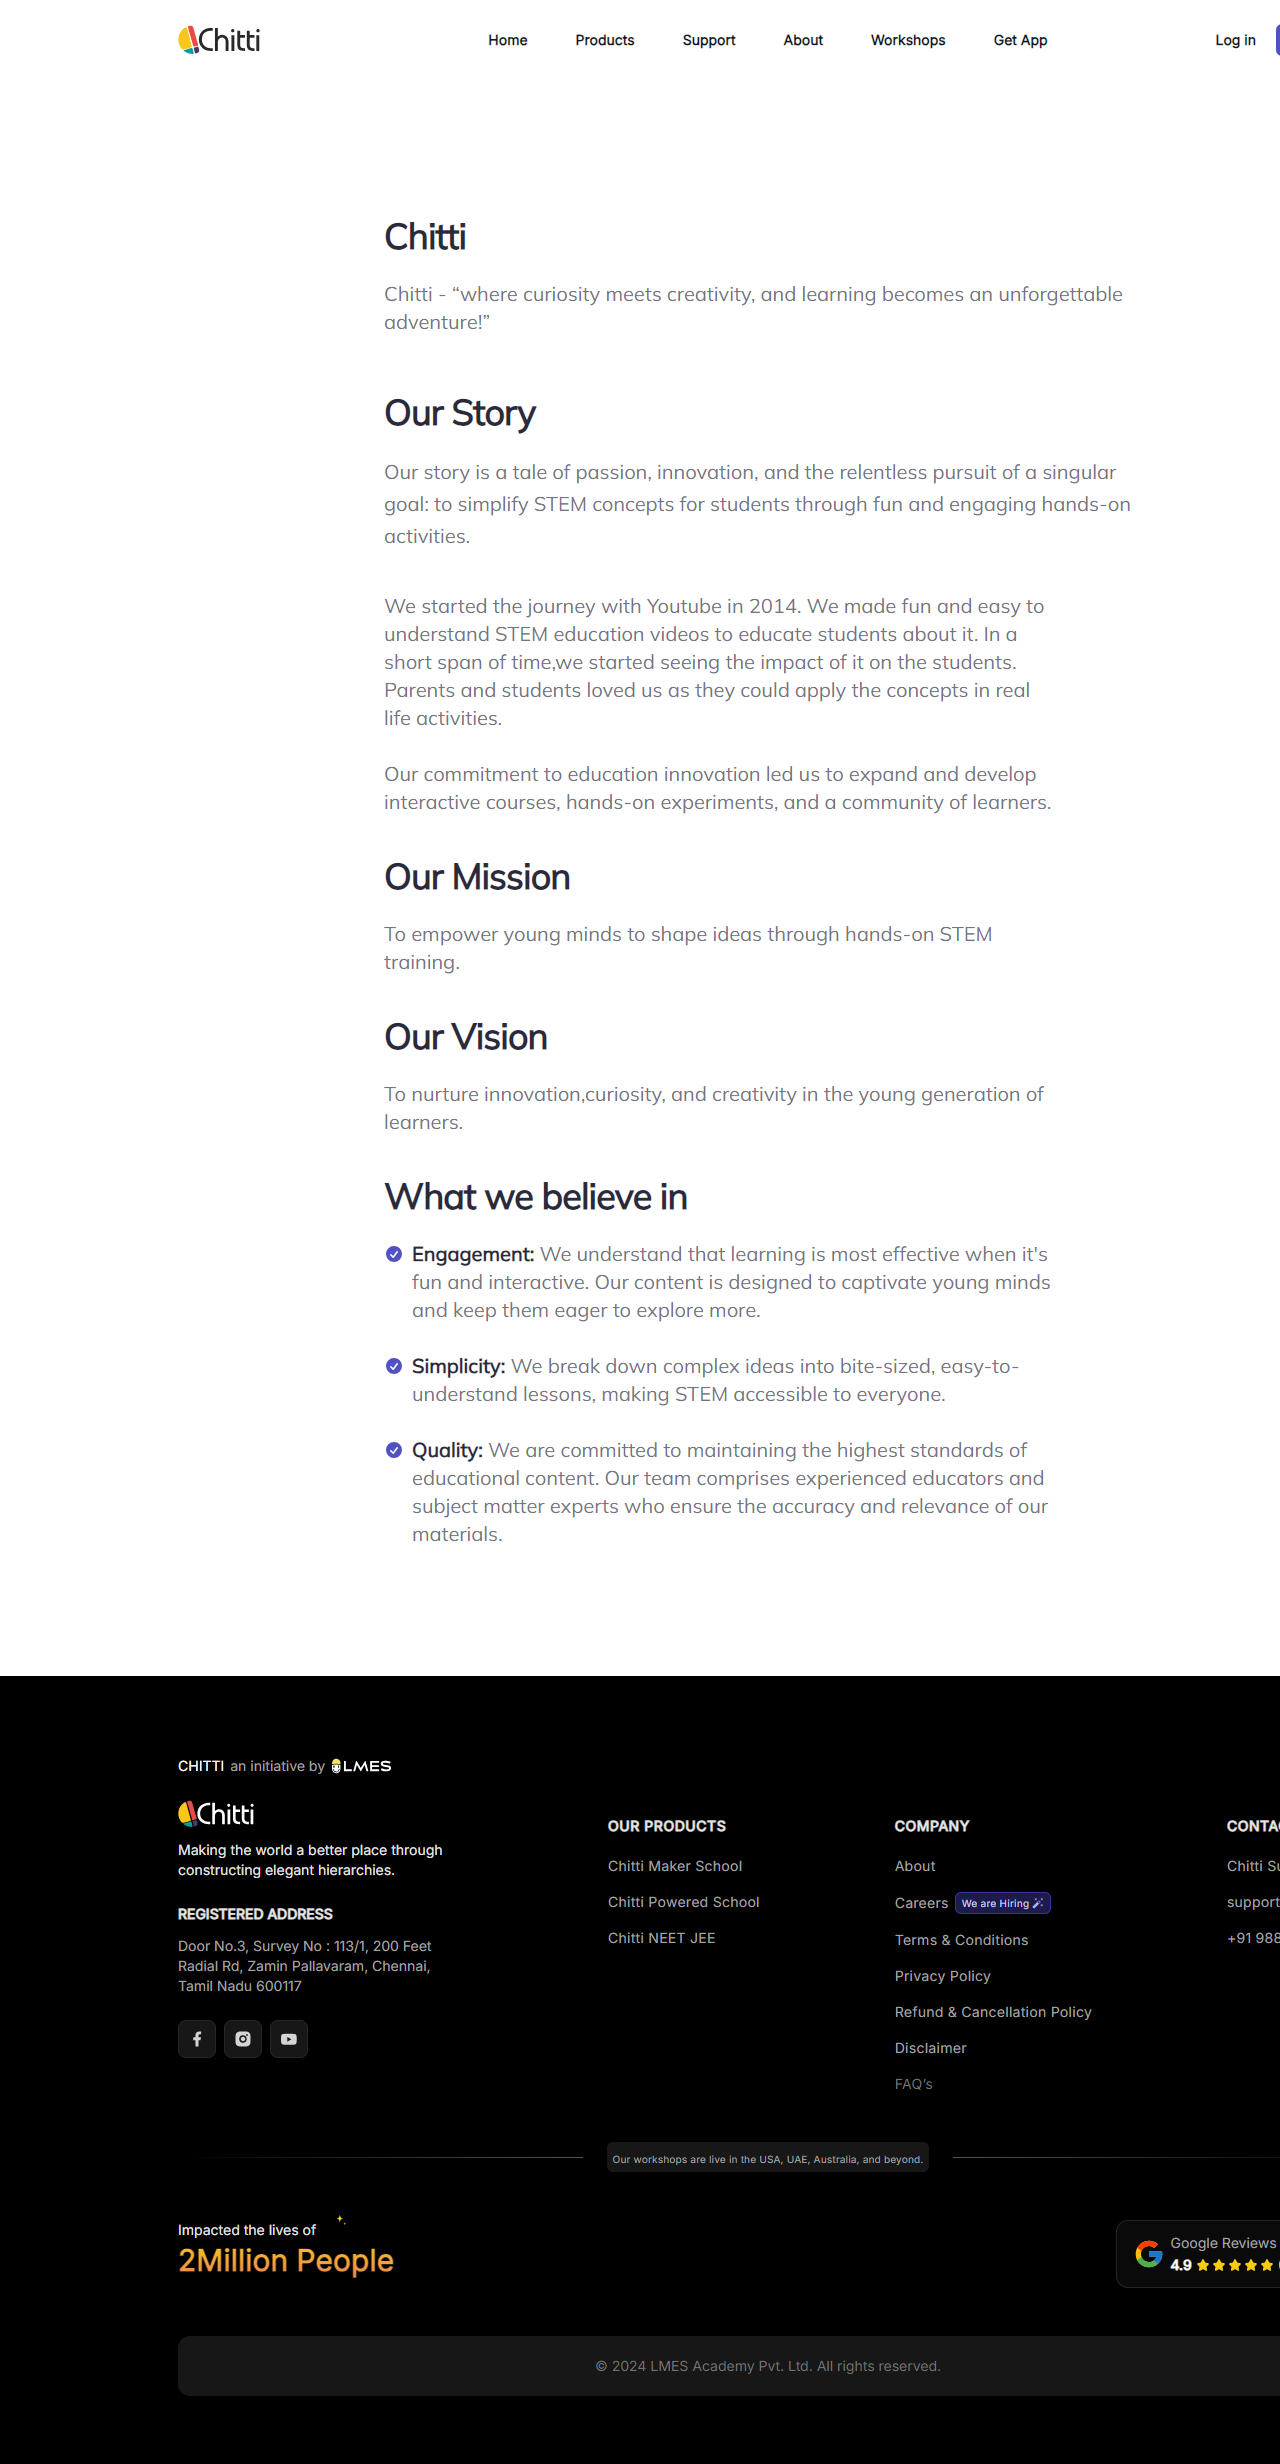 Chitti
Home Products Support About Workshops Get App Log in
Chitti
Chitti - “where curiosity meets creativity, and learning becomes an unforgettable
adventure!”
Our Story
Our story is a tale of passion, innovation, and the relentless pursuit of a singular
goal: to simplify STEM concepts for students through fun and engaging hands-on
activities.
We started the journey with Youtube in 2014. We made fun and easy to
understand STEM education videos to educate students about it. In a
short span of time,we started seeing the impact of it on the students.
Parents and students loved us as they could apply the concepts in real
life activities.
Our commitment to education innovation led us to expand and develop
interactive courses, hands-on experiments, and a community of learners.
Our Mission
To empower young minds to shape ideas through hands-on STEM
training.
Our Vision
To nurture innovation,curiosity, and creativity in the young generation of
learners.
What we believe in
Engagement: We understand that learning is most effective when it's
fun and interactive. Our content is designed to captivate young minds
and keep them eager to explore more.
Simplicity: We break down complex ideas into bite-sized, easy-to-
understand lessons, making STEM accessible to everyone.
Quality: We are committed to maintaining the highest standards of
educational content. Our team comprises experienced educators and
subject matter experts who ensure the accuracy and relevance of our
materials.
CHITTI an initiative by LMES
Chitti
Making the world a better place through
constructing elegant hierarchies.
REGISTERED ADDRESS
Door No.3, Survey No : 113/1, 200 Feet
Radial Rd, Zamin Pallavaram, Chennai,
Tamil Nadu 600117
OUR PRODUCTS
Chitti Maker School
Chitti Powered School
Chitti NEET JEE
COMPANY
About
Careers We are Hiring
Terms & Conditions
Privacy Policy
Refund & Cancellation Policy
Disclaimer
FAQ’s
CONTA
Chitti Su
support
+91 988
Our workshops are live in the USA, UAE, Australia, and beyond.
Impacted the lives of
2Million People
Google Reviews
4.9
© 2024 LMES Academy Pvt. Ltd. All rights reserved.